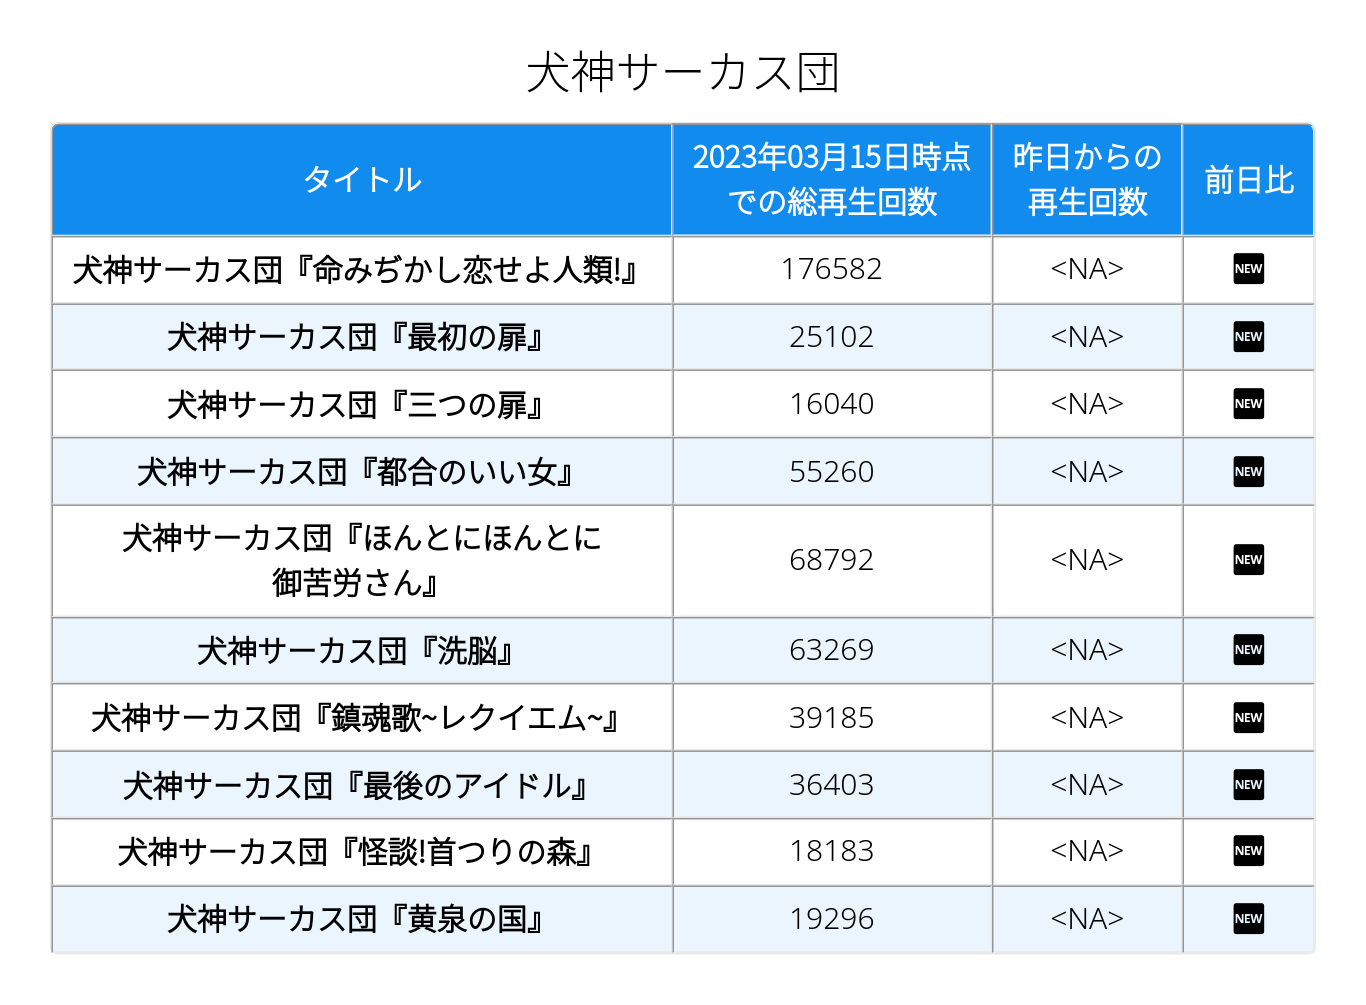 犬神サーカス団
タイトル
2023年03月15日時点
での総再生回数
昨日からの
再生回数
前日比
犬神サーカス団『命みぢかし恋せよ人類!』
176582
<NA>
NEW
犬神サーカス団『最初の扉』
25102
<NA>
NEW
犬神サーカス団『三つの扉』
16040
<NA>
NEW
犬神サーカス団『都合のいい女』
55260
<NA>
NEW
犬神サーカス団『ほんとにほんとに
御苦労さん』
68792
<NA>
NEW
犬神サーカス団『洗脳』
63269
<NA>
NEW
犬神サーカス団『鎮魂歌~レクイエム~』
39185
<NA>
NEW
犬神サーカス団『最後のアイドル』
36403
<NA>
NEW
犬神サーカス団『怪談!首つりの森』
18183
<NA>
NEW
犬神サーカス団『黄泉の国』
19296
<NA>
NEW